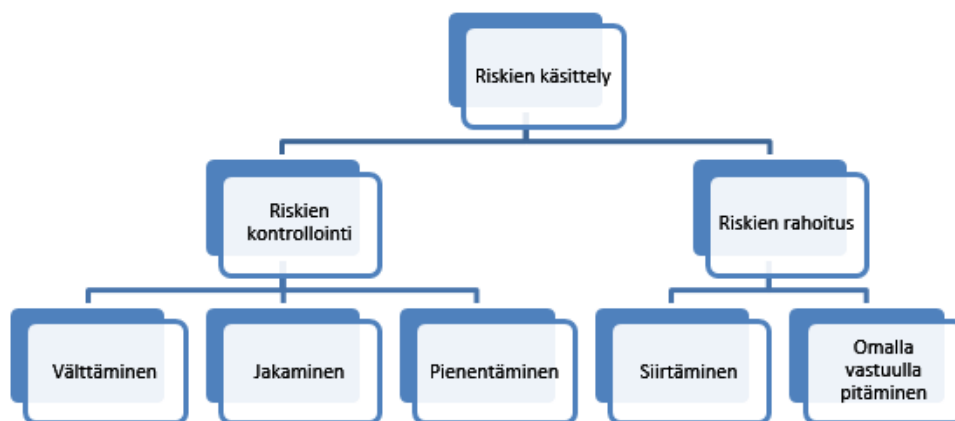 Riskien käsittely
Riskien
kontrollointi
Riskien rahoitus
Välttäminen
Jakaminen
Pienentäminen
Siirtäminen
Omalla
vastuulla
pitäminen